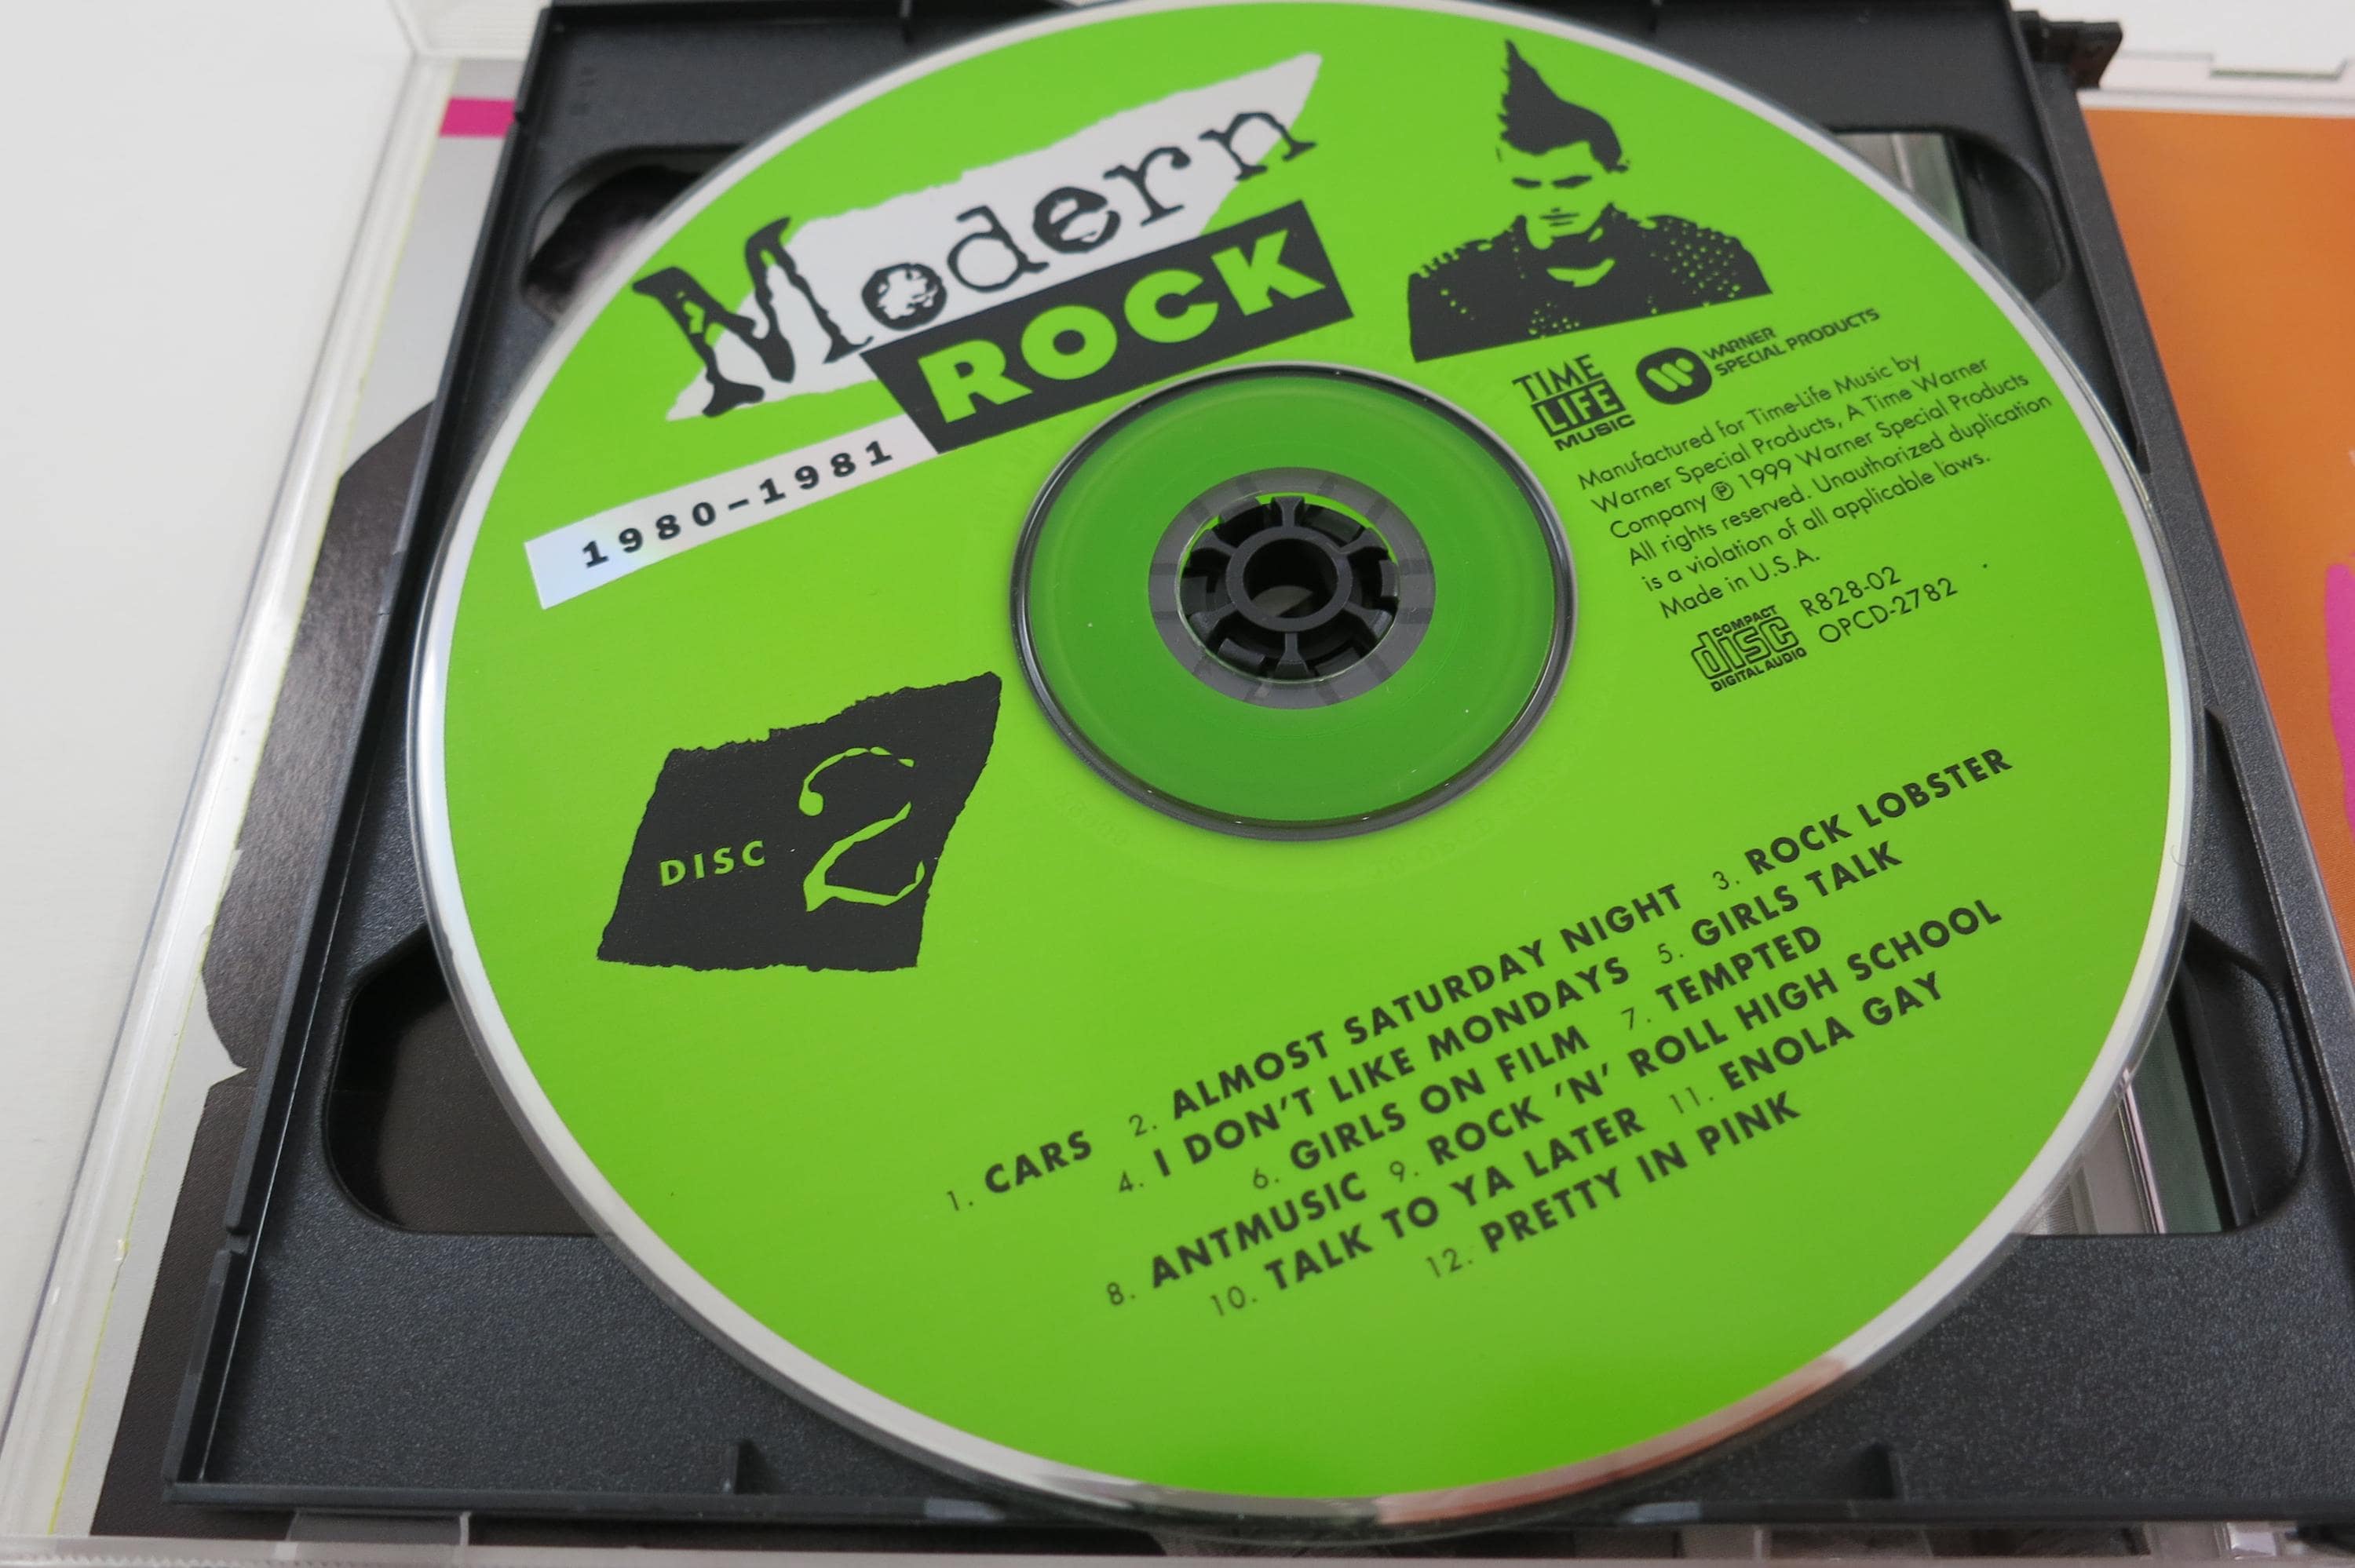 Modern
ROCK
1980-1981
TIME
LIFE
MUSIC
WARNER
SPECIAL PRODUCTS
Manufactured for Time-Life Music by
Warner Special Products, A Time Warner
Company ℗ 1999 Warner Special Products
All rights reserved. Unauthorized duplication
is a violation of all applicable laws.
Made in U.S.A.
COMPACT
disc
DIGITAL AUDIO
R828-02
OPCD-2782
DISC 2
1. CARS 2. ALMOST SATURDAY NIGHT 3. ROCK LOBSTER
4. I DON'T LIKE MONDAYS 5. GIRLS TALK
6. GIRLS ON FILM 7. TEMPTED
8. ANTMUSIC 9. ROCK 'N' ROLL HIGH SCHOOL
10. TALK TO YA LATER 11. ENOLA GAY
12. PRETTY IN PINK